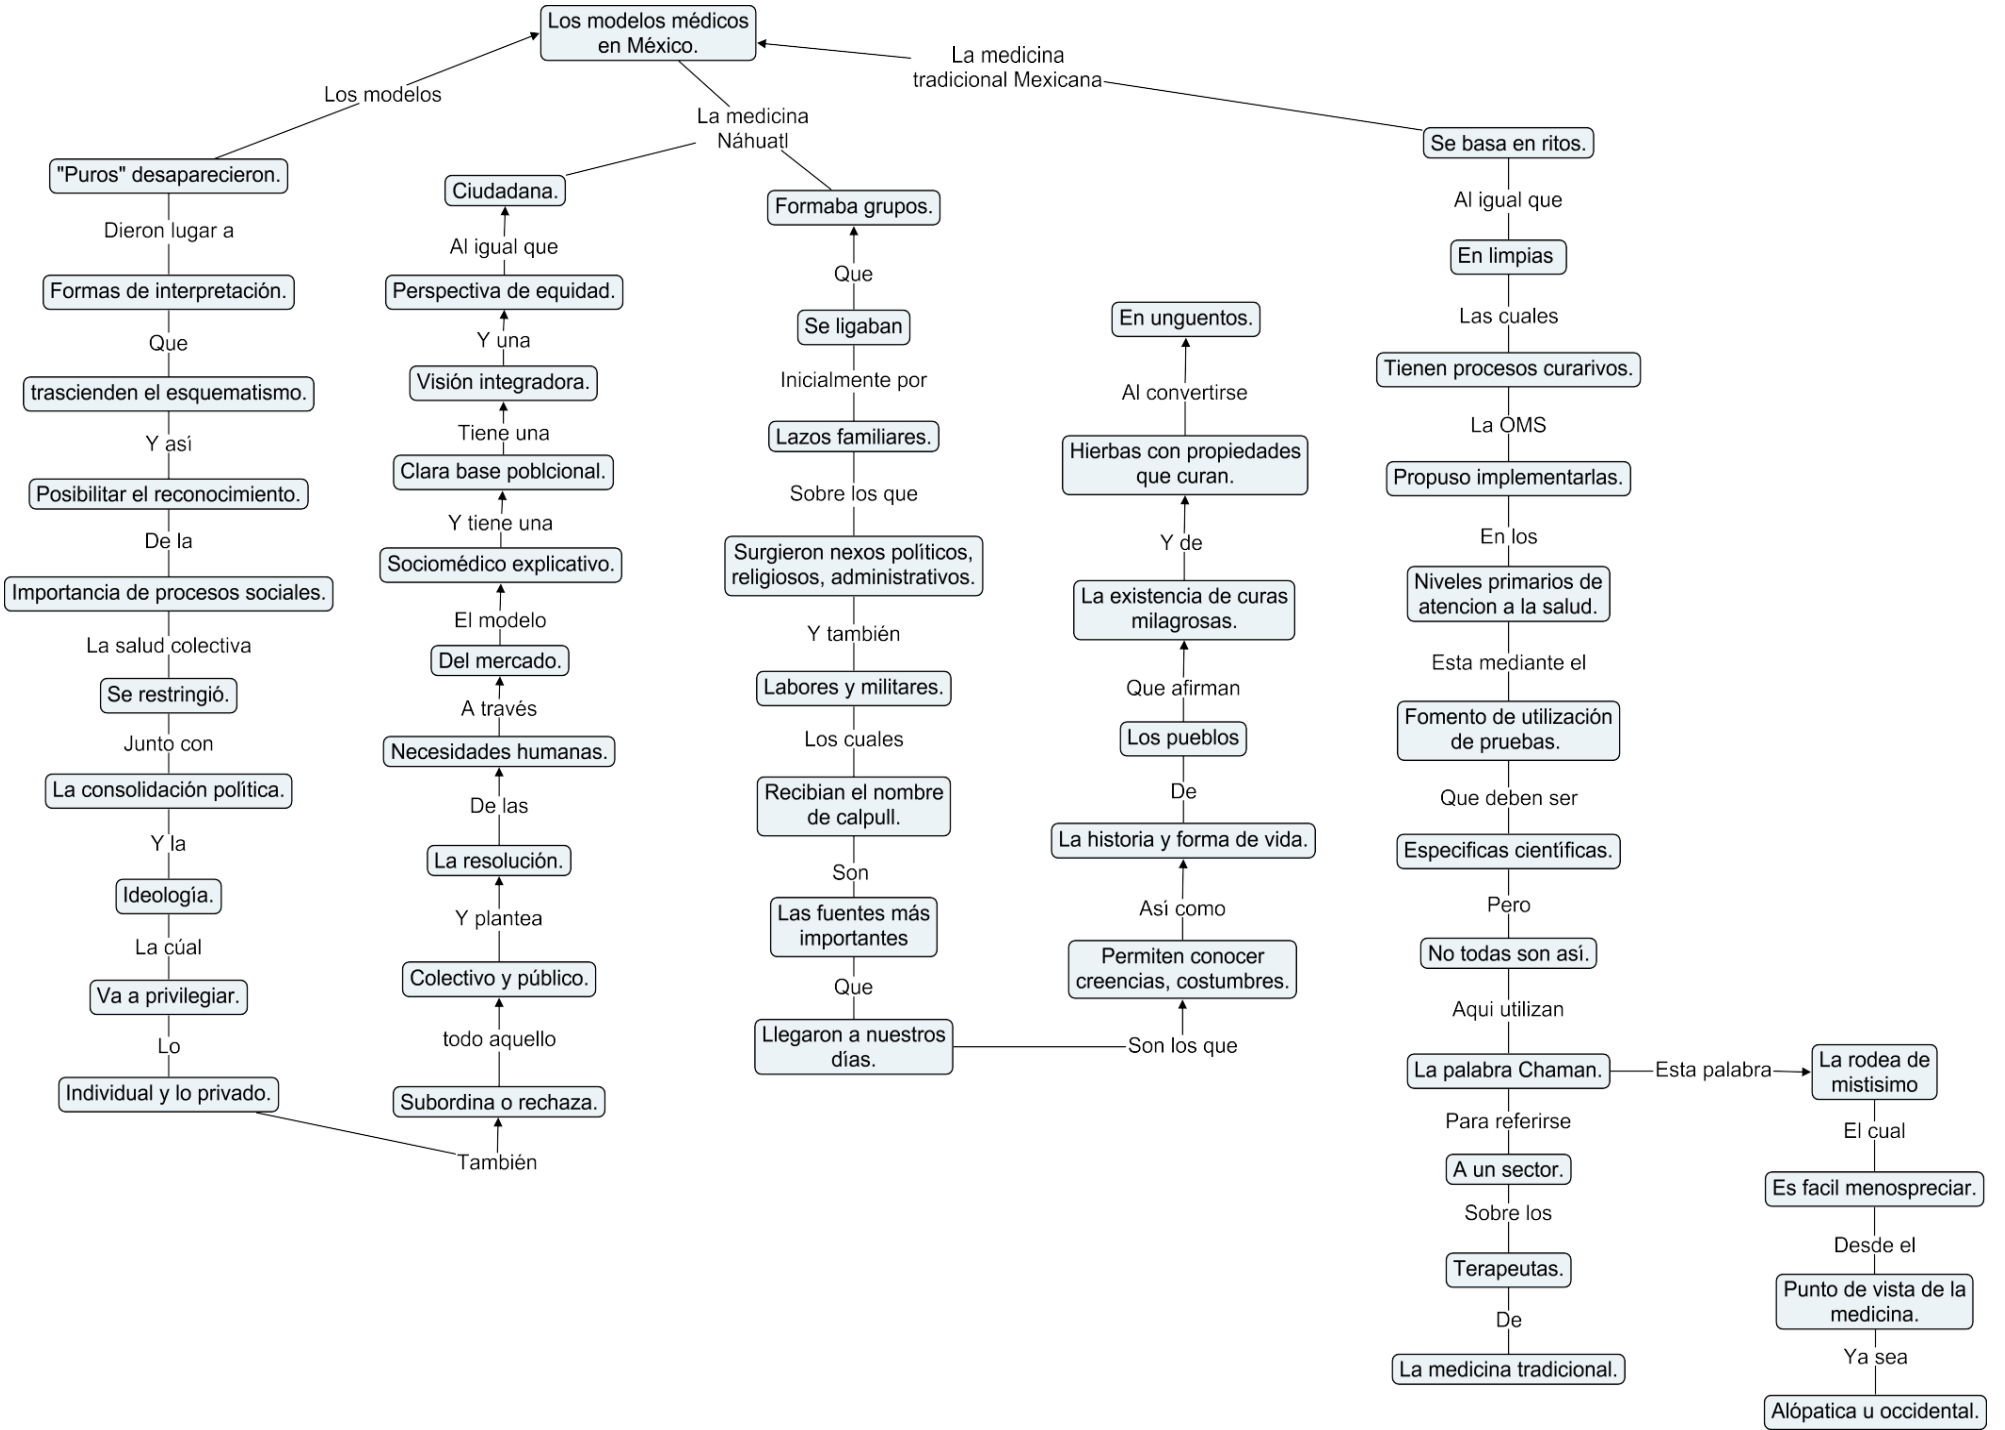 Los modelos médicos
en México.
La medicina
tradicional Mexicana
Los modelos
La medicina
Náhuatl
"Puros" desaparecieron.
Dieron lugar a
Formas de interpretación.
Que
trascienden el esquematismo.
Y así
Posibilitar el reconocimiento.
De la
Importancia de procesos sociales.
La salud colectiva
Se restringió.
Junto con
La consolidación política.
Y la
Ideología.
La cúal
Va a privilegiar.
Lo
Individual y lo privado.
También
Subordina o rechaza.
todo aquello
Colectivo y público.
Y plantea
La resolución.
De las
Necesidades humanas.
A través
Del mercado.
El modelo
Sociomédico explicativo.
Y tiene una
Clara base poblcional.
Tiene una
Visión integradora.
Y una
Perspectiva de equidad.
Al igual que
Ciudadana.
Formaba grupos.
Que
Se ligaban
Inicialmente por
Lazos familiares.
Sobre los que
Surgieron nexos políticos,
religiosos, administrativos.
Y también
Labores y militares.
Los cuales
Recibian el nombre
de calpull.
Son
Las fuentes más
importantes
Que
Llegaron a nuestros
días.
Son los que
Permiten conocer
creencias, costumbres.
Así como
La historia y forma de vida.
De
Los pueblos
Que afirman
La existencia de curas
milagrosas.
Y de
Hierbas con propiedades
que curan.
Al convertirse
En unguentos.
Se basa en ritos.
Al igual que
En limpias
Las cuales
Tienen procesos curarivos.
La OMS
Propuso implementarlas.
En los
Niveles primarios de
atencion a la salud.
Esta mediante el
Fomento de utilización
de pruebas.
Que deben ser
Especificas científicas.
Pero
No todas son así.
Aqui utilizan
La palabra Chaman.
Para referirse
A un sector.
Sobre los
Terapeutas.
De
La medicina tradicional.
Esta palabra
La rodea de
mistisimo
El cual
Es facil menospreciar.
Desde el
Punto de vista de la
medicina.
Ya sea
Alópatica u occidental.